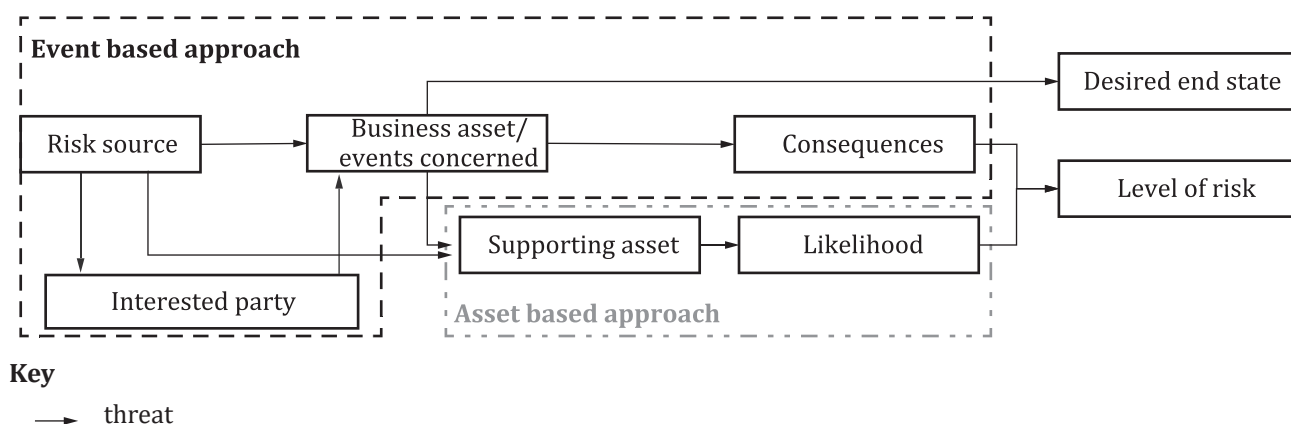 Event based approach
Desired end state
Risk source
Business asset/
events concerned
Consequences
Level of risk
Supporting asset
Likelihood
Interested party
Asset based approach
Key
threat